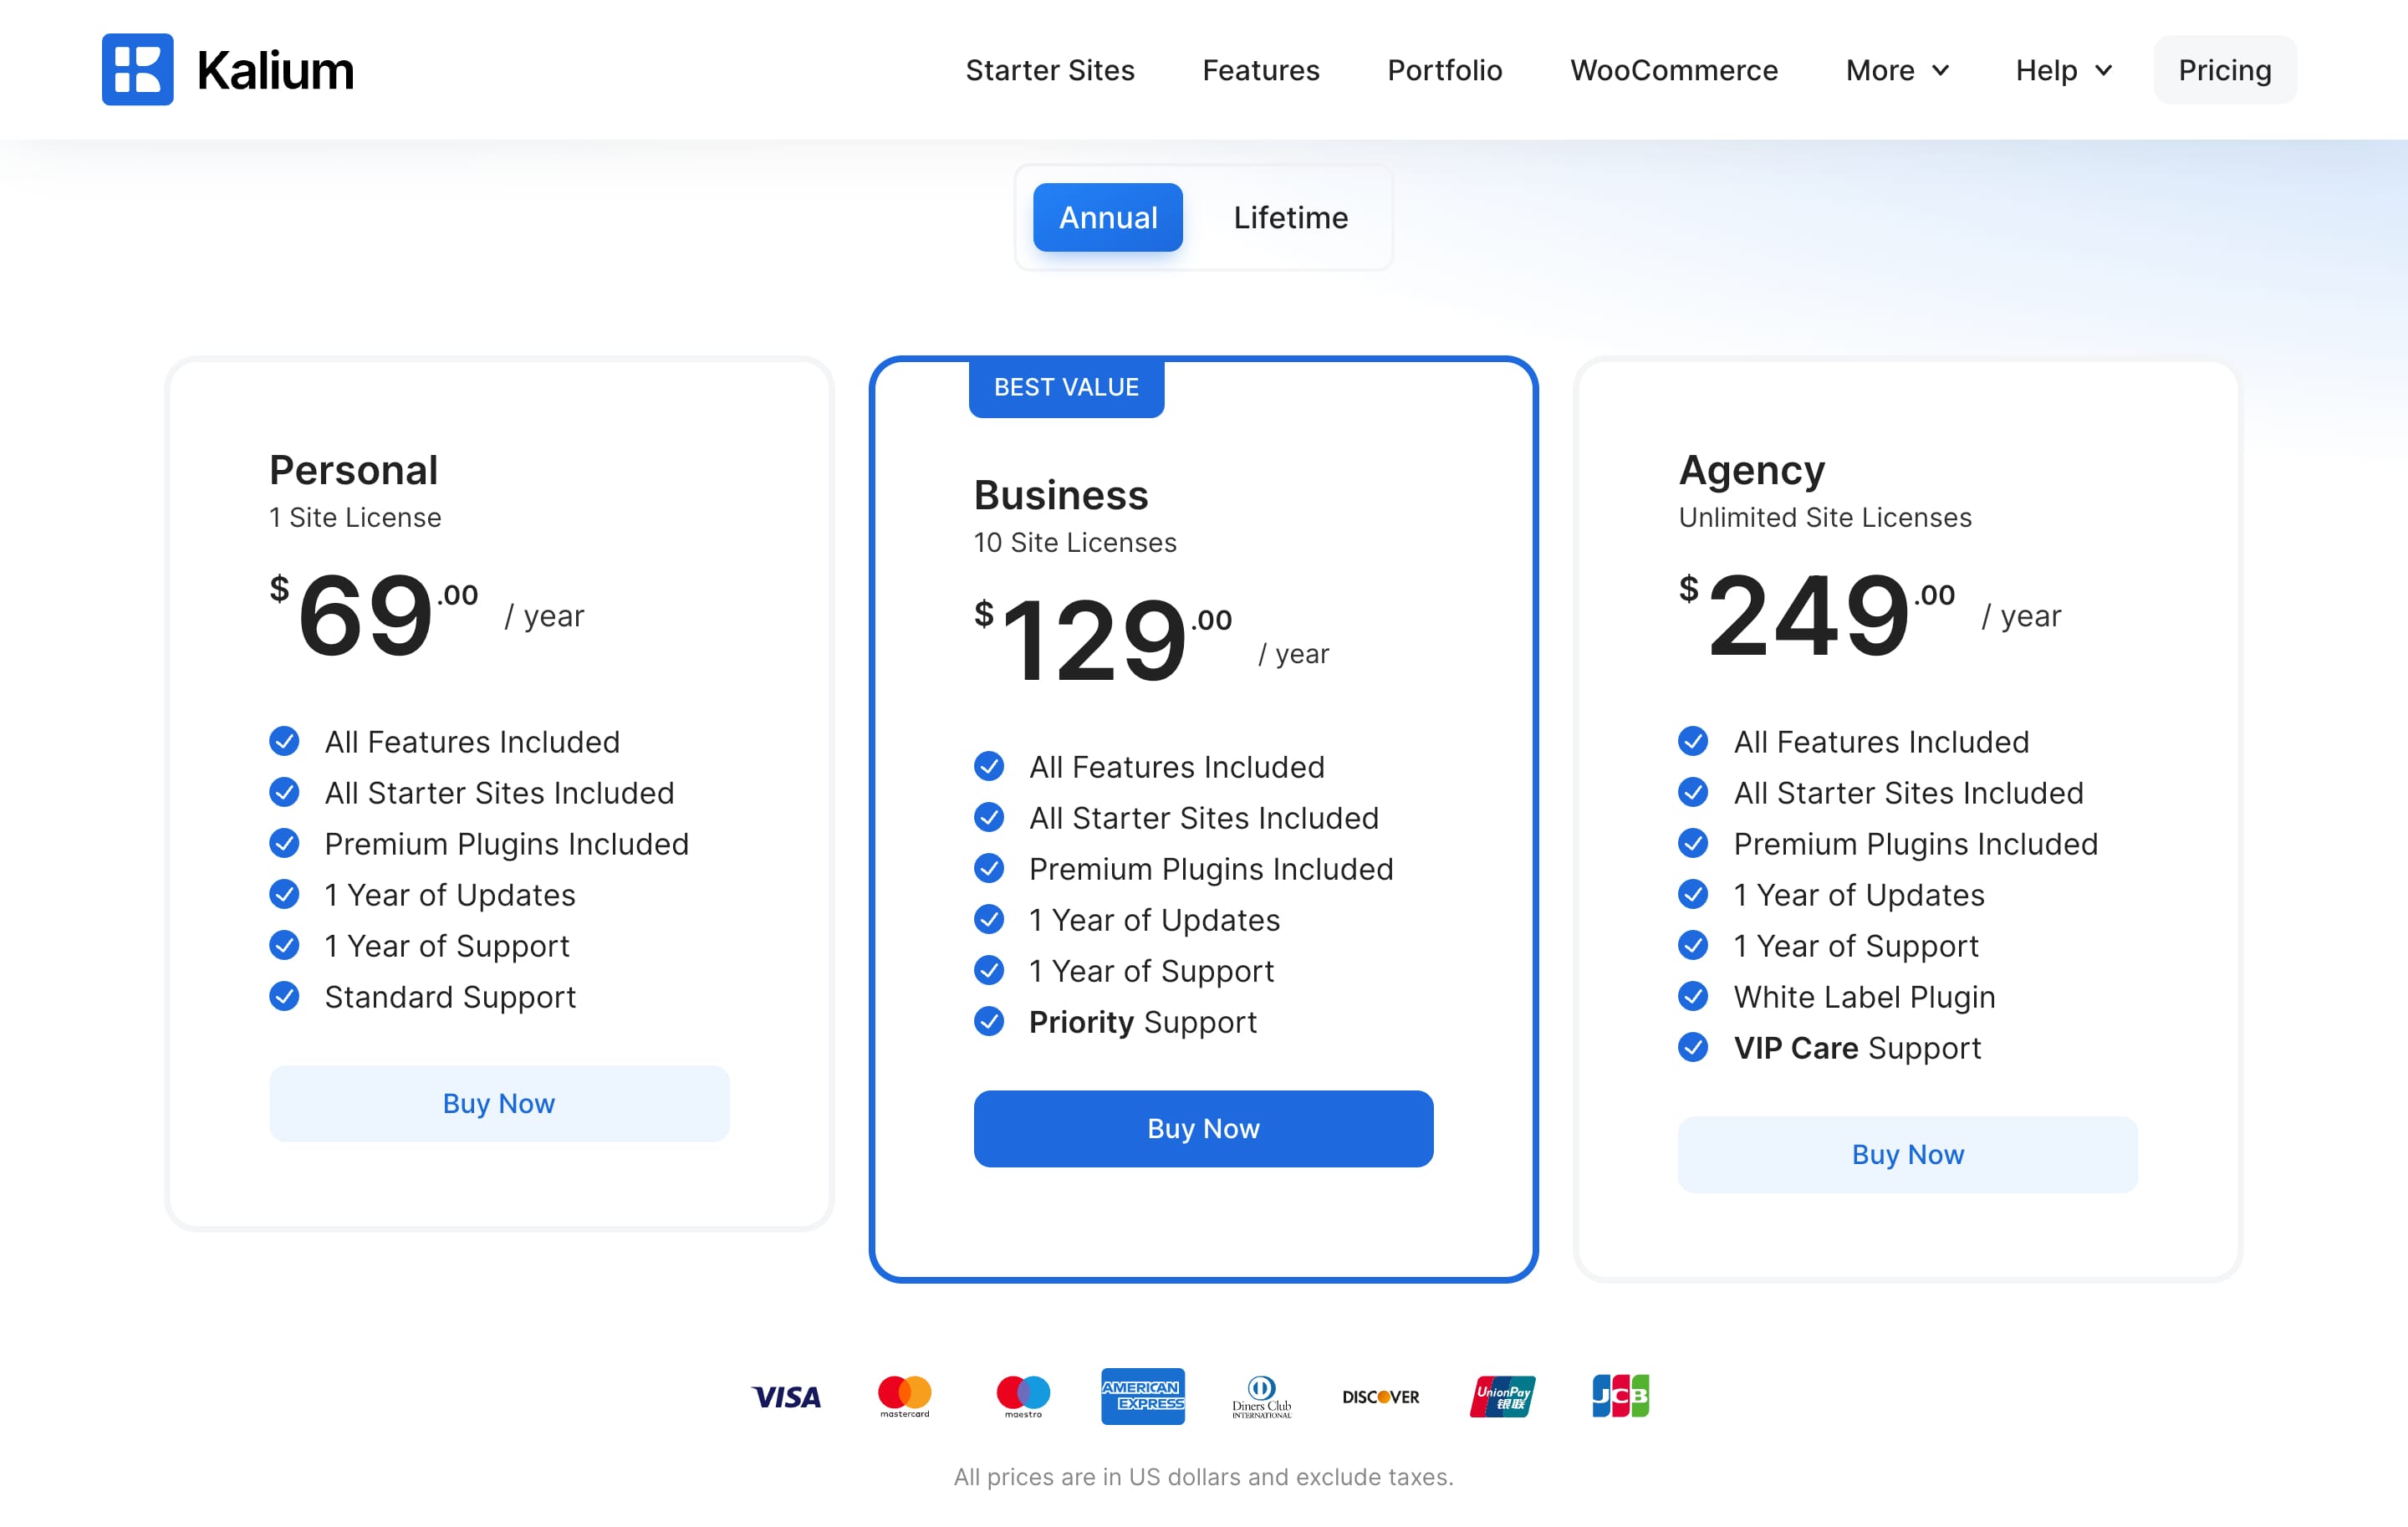 Kalium
Starter Sites Features Portfolio WooCommerce More Help Pricing
Annual Lifetime
Personal
1 Site License
$69.00 / year
All Features Included
All Starter Sites Included
Premium Plugins Included
1 Year of Updates
1 Year of Support
Standard Support
Buy Now
BEST VALUE
Business
10 Site Licenses
$129.00 / year
All Features Included
All Starter Sites Included
Premium Plugins Included
1 Year of Updates
1 Year of Support
Priority Support
Buy Now
Agency
Unlimited Site Licenses
$249.00 / year
All Features Included
All Starter Sites Included
Premium Plugins Included
1 Year of Updates
1 Year of Support
White Label Plugin
VIP Care Support
Buy Now
VISA
mastercard
maestro
AMERICAN
EXPRESS
Diners Club
INTERNATIONAL
DISCOVER
UnionPay
银联
JCB
All prices are in US dollars and exclude taxes.